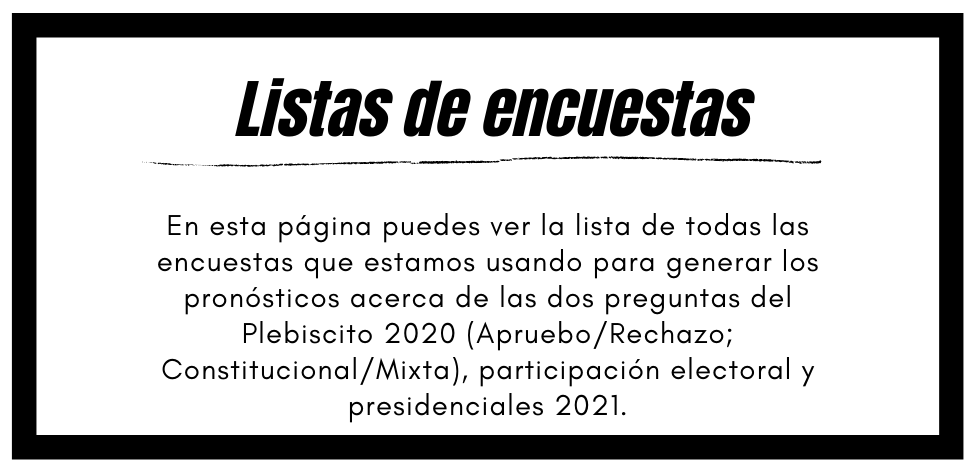 Listas de encuestas
En esta página puedes ver la lista de todas las
encuestas que estamos usando para generar los
pronósticos acerca de las dos preguntas del
Plebiscito 2020 (Apruebo/Rechazo;
Constitucional/Mixta), participación electoral y
presidenciales 2021.